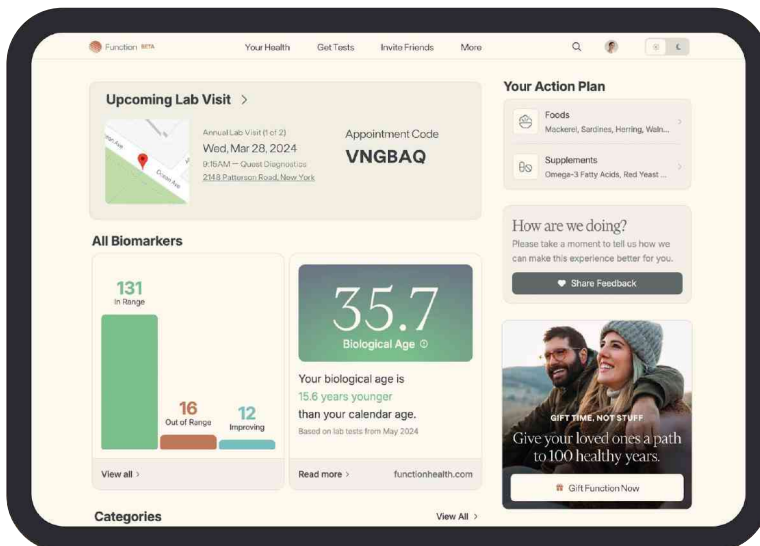 Function BETA
Your Health
Get Tests
Invite Friends
More
Upcoming Lab Visit >
Ocean Ave
Annual Lab Visit (1 of 2)
Wed, Mar 28, 2024
9:15AM — Quest Diagnostics
2148 Patterson Road, New York
Appointment Code
VNGBAQ
All Biomarkers
131
In Range
16
Out of Range
12
Improving
View all >
35.7
Biological Age
Your biological age is
15.6 years younger
than your calendar age.
Based on lab tests from May 2024
Read more >
functionhealth.com
Categories
View All >
Your Action Plan
Foods
Mackerel, Sardines, Herring, Waln...
Supplements
Omega-3 Fatty Acids, Red Yeast ...
How are we doing?
Please take a moment to tell us how we
can make this experience better for you.
Share Feedback
GIFT TIME, NOT STUFF
Give your loved ones a path
to 100 healthy years.
Gift Function Now